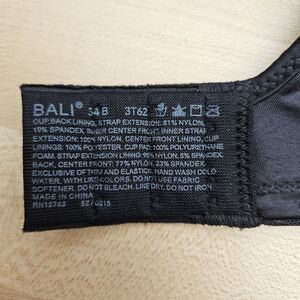 BALI® 34 B 3T62
CUP, BACK LINING, STRAP EXTENSION: 81% NYLON,
19% SPANDEX. INNER CENTER FRONT, INNER STRAP
EXTENSION: 100% NYLON. CENTER FRONT, CUP
LININGS: 100% POLYESTER. CUP PAD: 100% POLYURETHANE
FOAM. STRAP EXTENSION LINING: 95% NYLON, 5% SPANDEX.
BACK, CENTER FRONT: 77% NYLON, 23% SPANDEX.
EXCLUSIVE OF TRIM AND ELASTIC. HAND WASH COLD
WATER, WITH LIKE COLORS. DO NOT USE FABRIC
SOFTENER. DO NOT BLEACH. LINE DRY. DO NOT IRON.
MADE IN CHINA
RN15763